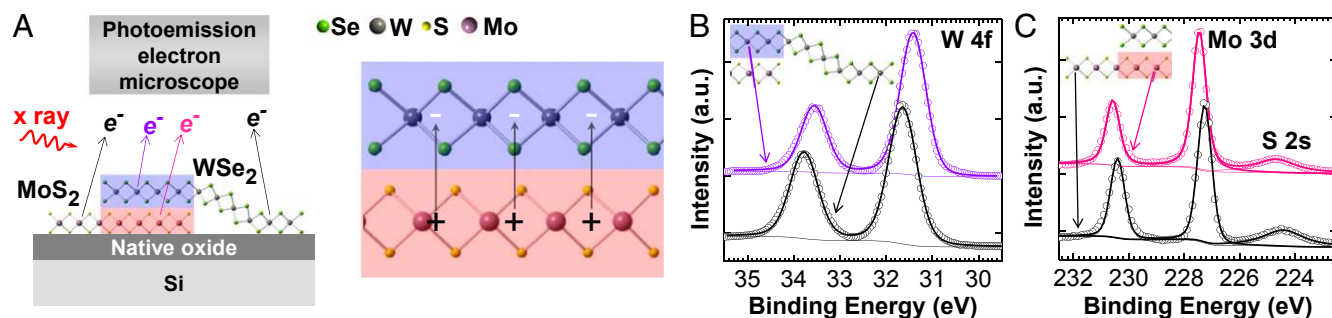 A
Photoemission
electron
microscope
x ray
e-
e-
e-
e-
MoS2
WSe2
Native oxide
Si
Se
W
S
Mo
-
-
-
+
+
+
B
W 4f
Intensity (a.u.)
35
34
33
32
31
30
Binding Energy (eV)
C
Mo 3d
S 2s
Intensity (a.u.)
232
230
228
226
224
Binding Energy (eV)